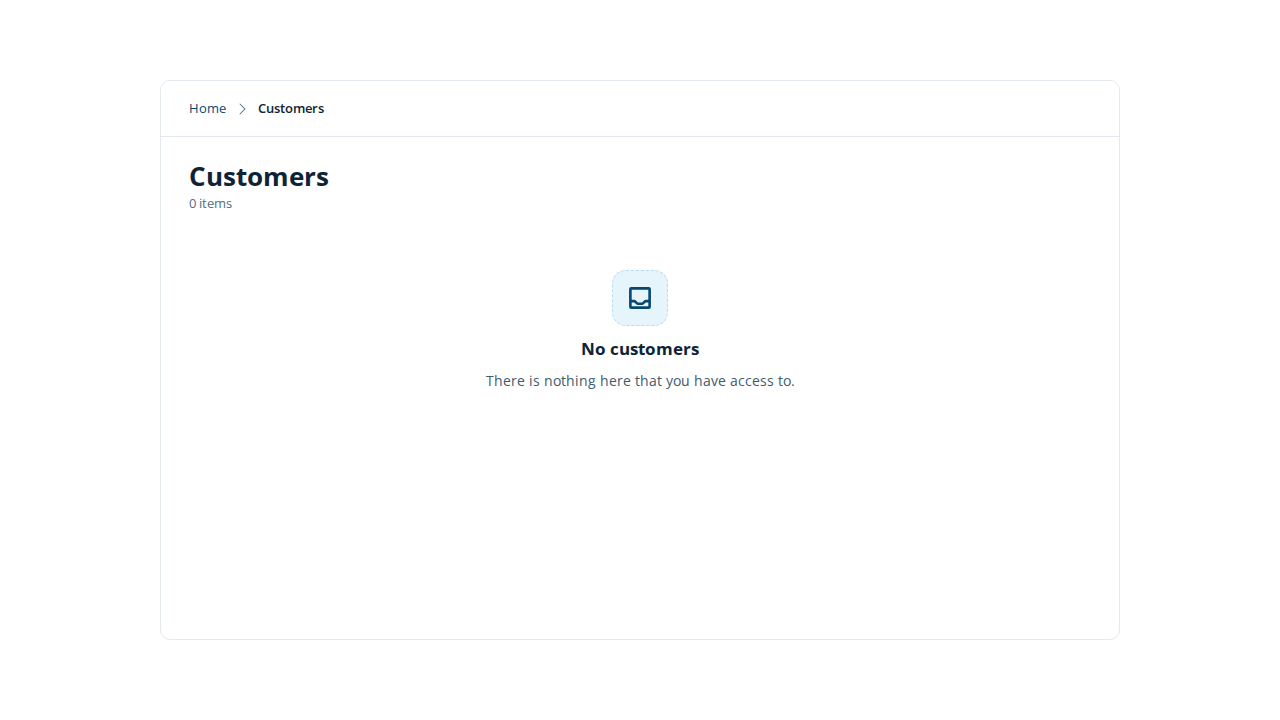 Home Customers
Customers
0 items
No customers
There is nothing here that you have access to.